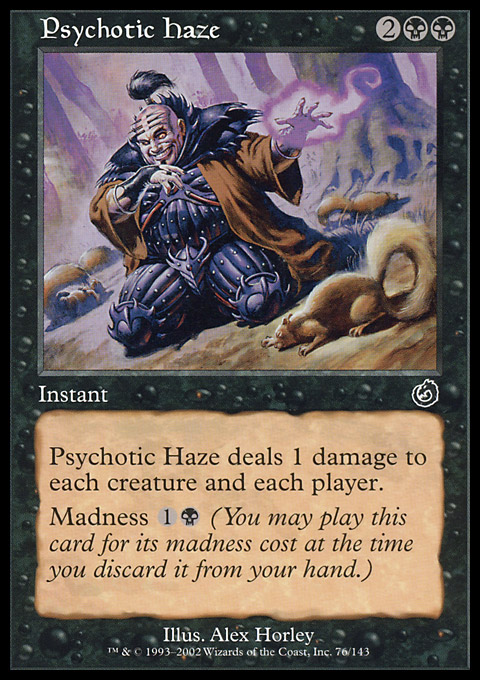 Psychotic Haze 2
Instant
Psychotic Haze deals 1 damage to
each creature and each player.
Madness 1 (You may play this
card for its madness cost at the time
you discard it from your hand.)
Illus. Alex Horley
™ & © 1993–2002 Wizards of the Coast, Inc. 76/143